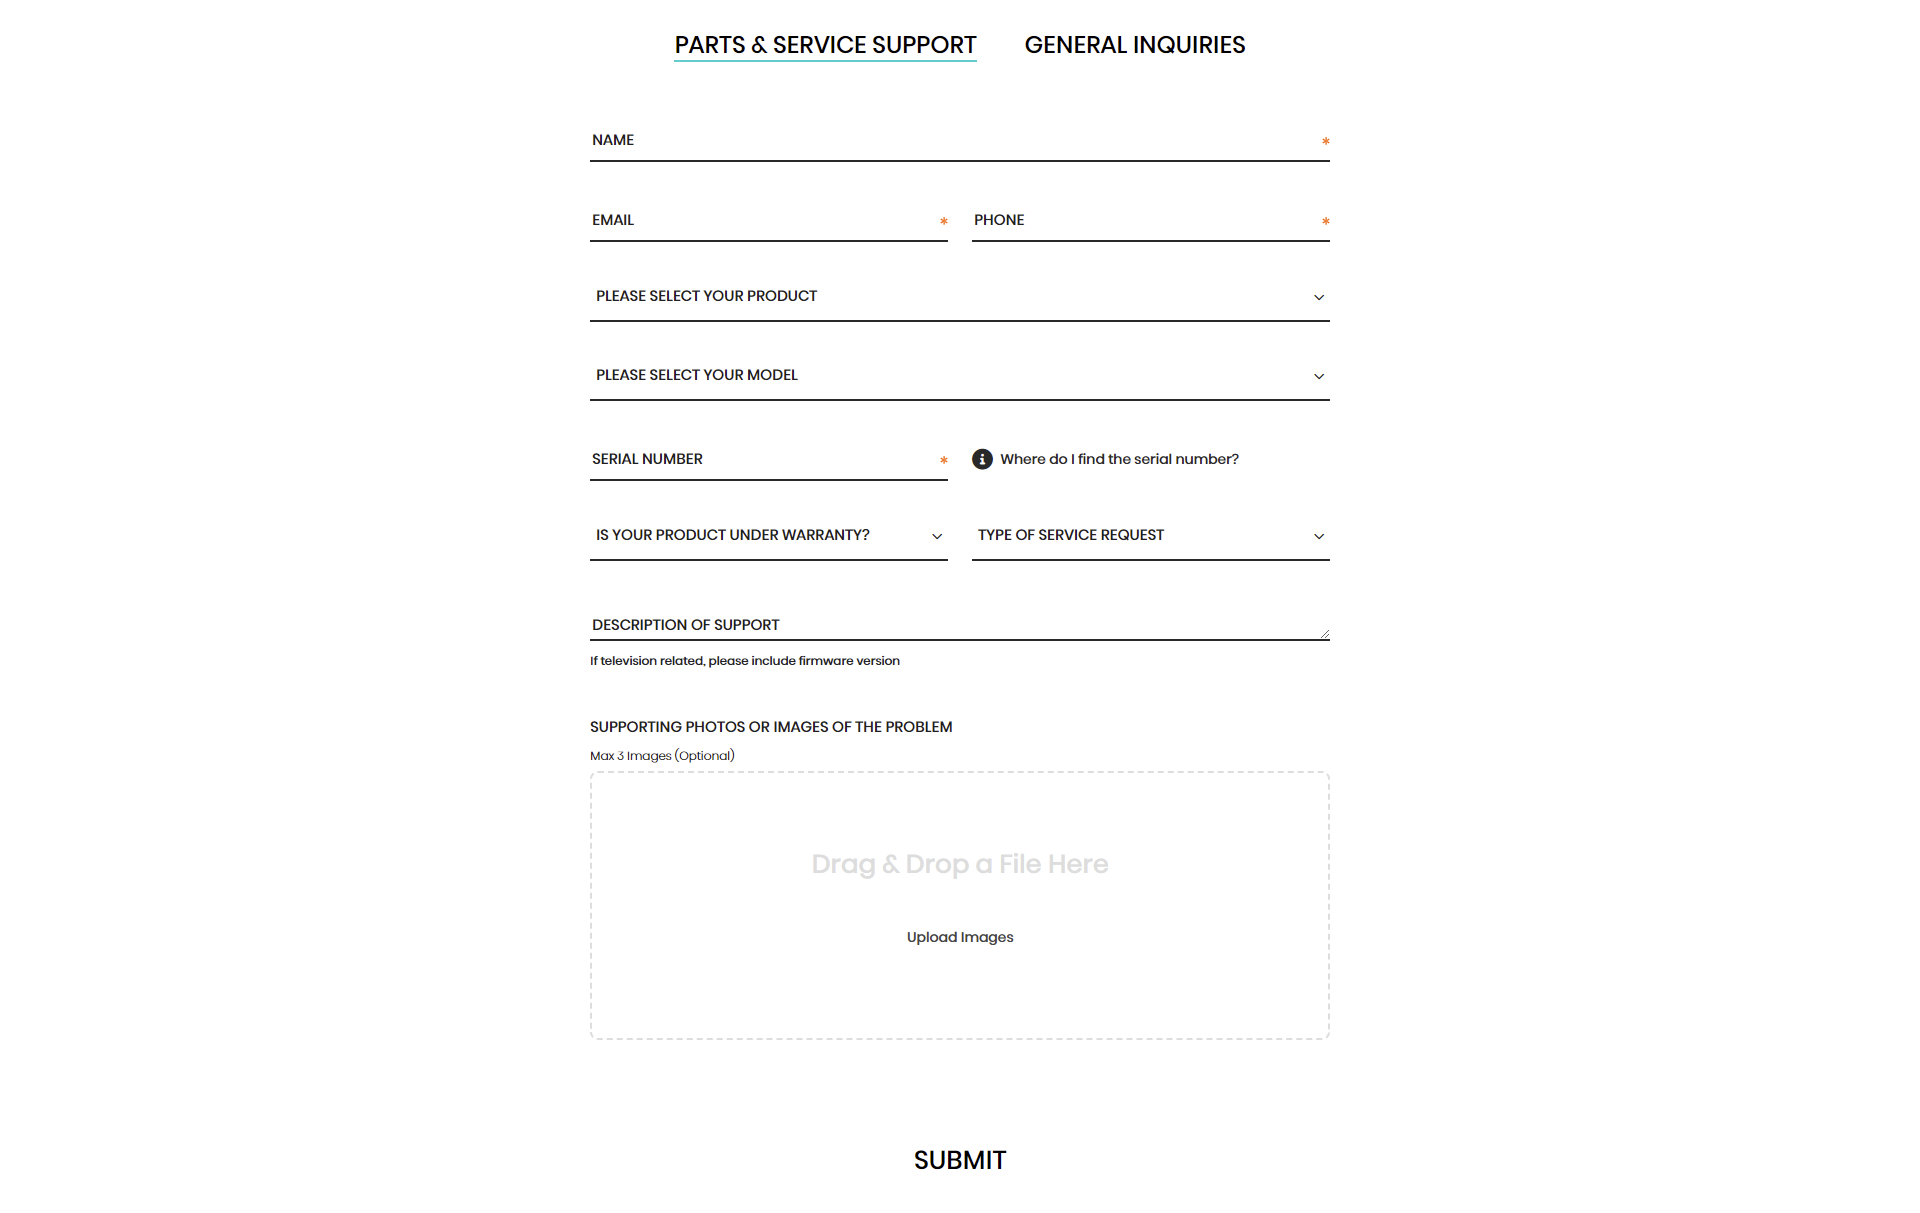 PARTS & SERVICE SUPPORT GENERAL INQUIRIES
NAME *
EMAIL * PHONE *
PLEASE SELECT YOUR PRODUCT
PLEASE SELECT YOUR MODEL
SERIAL NUMBER * Where do I find the serial number?
IS YOUR PRODUCT UNDER WARRANTY? TYPE OF SERVICE REQUEST
DESCRIPTION OF SUPPORT
If television related, please include firmware version
SUPPORTING PHOTOS OR IMAGES OF THE PROBLEM
Max 3 Images (Optional)
Drag & Drop a File Here
Upload Images
SUBMIT